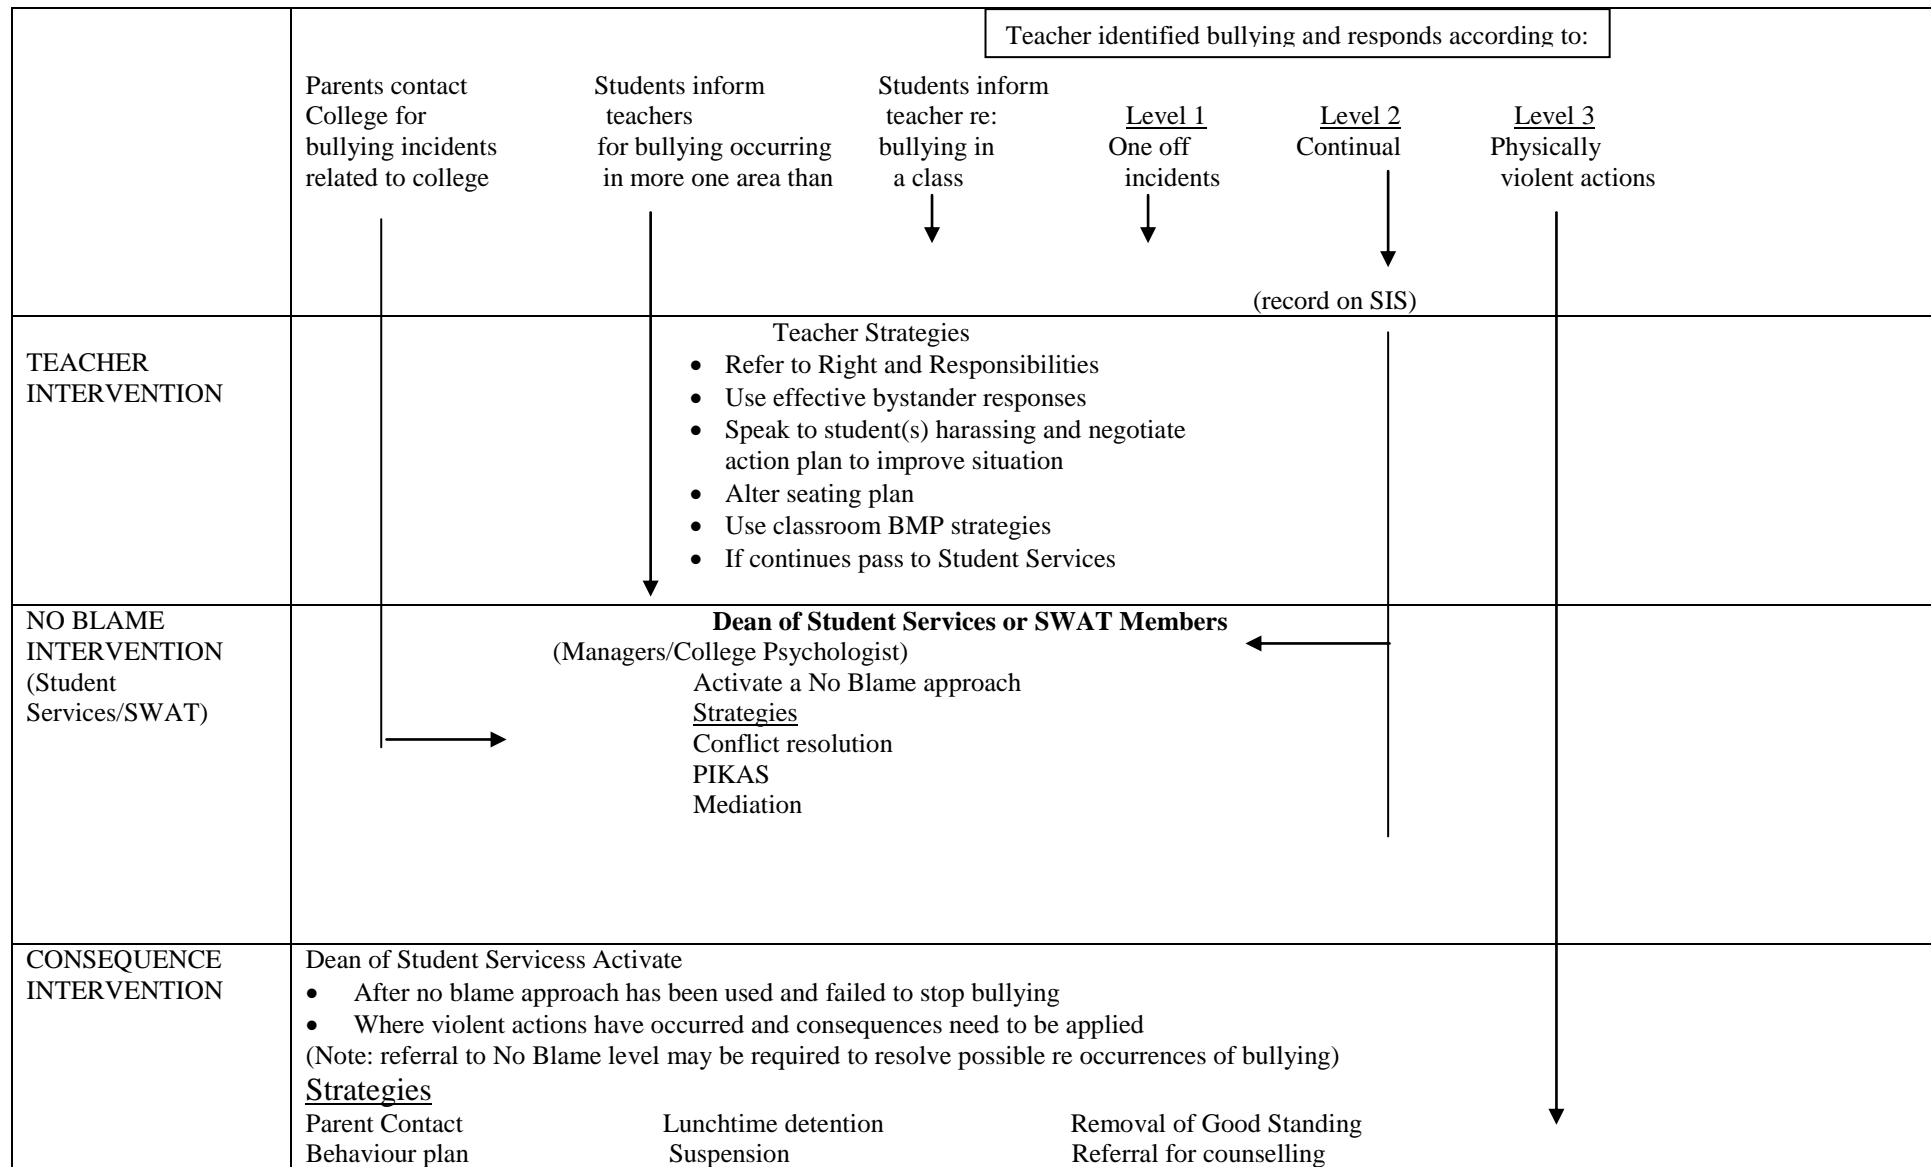 Teacher identified bullying and responds according to:
Parents contact
College for
bullying incidents
related to college
Students inform
teachers
for bullying occurring
in more one area than
Students inform
teacher re:
bullying in
a class
Level 1
One off
incidents
Level 2
Continual
Level 3
Physically
violent actions
(record on SIS)
TEACHER
INTERVENTION
Teacher Strategies
• Refer to Right and Responsibilities
• Use effective bystander responses
• Speak to student(s) harassing and negotiate
action plan to improve situation
• Alter seating plan
• Use classroom BMP strategies
• If continues pass to Student Services
NO BLAME
INTERVENTION
(Student
Services/SWAT)
Dean of Student Services or SWAT Members
(Managers/College Psychologist)
Activate a No Blame approach
Strategies
Conflict resolution
PIKAS
Mediation
CONSEQUENCE
INTERVENTION
Dean of Student Servicess Activate
• After no blame approach has been used and failed to stop bullying
• Where violent actions have occurred and consequences need to be applied
(Note: referral to No Blame level may be required to resolve possible re occurrences of bullying)
Strategies
Parent Contact Lunchtime detention Removal of Good Standing
Behaviour plan Suspension Referral for counselling